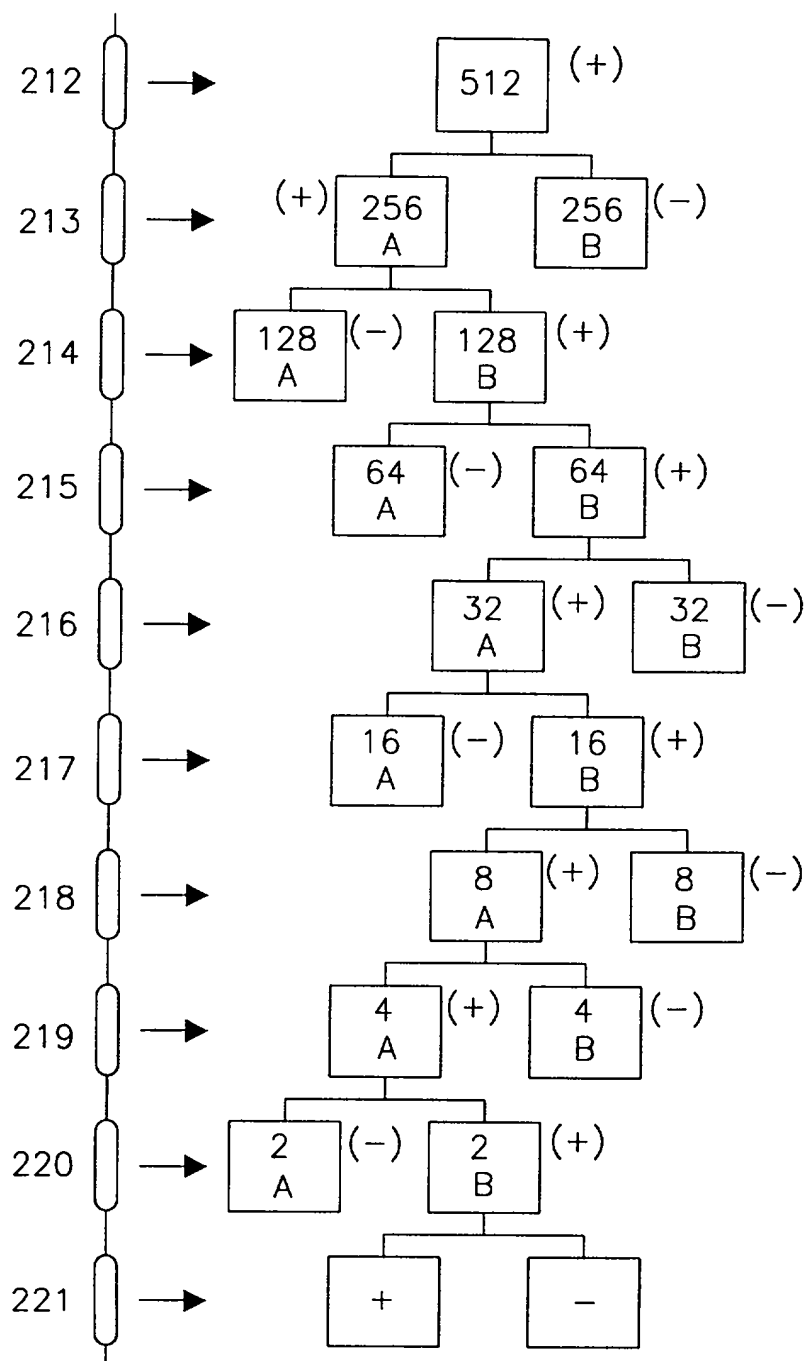 212 512 (+)
213 (+) 256 A 256 B (-)
214 128 A (-) 128 B (+)
215 64 A (-) 64 B (+)
216 32 A (+) 32 B (-)
217 16 A (-) 16 B (+)
218 8 A (+) 8 B (-)
219 4 A (+) 4 B (-)
220 2 A (-) 2 B (+)
221 + -